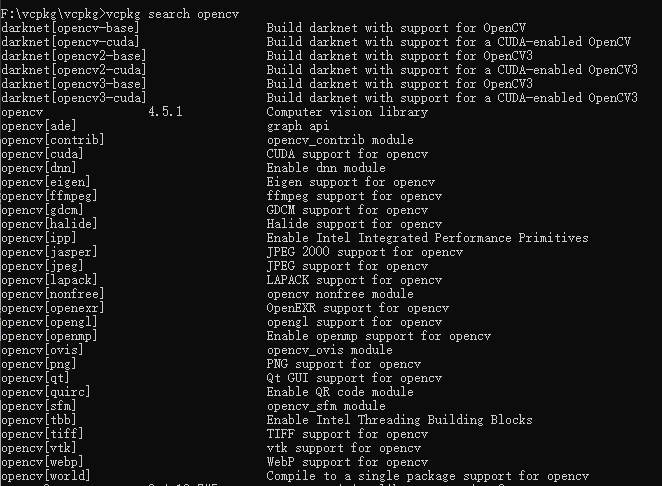 F:\vcpkg\vcpkg>vcpkg search opencv
darknet[opencv-base] Build darknet with support for OpenCV
darknet[opencv-cuda] Build darknet with support for a CUDA-enabled OpenCV
darknet[opencv2-base] Build darknet with support for OpenCV3
darknet[opencv2-cuda] Build darknet with support for a CUDA-enabled OpenCV3
darknet[opencv3-base] Build darknet with support for OpenCV3
darknet[opencv3-cuda] Build darknet with support for a CUDA-enabled OpenCV3
opencv 4.5.1 Computer vision library
opencv[ade] graph api
opencv[contrib] opencv_contrib module
opencv[cuda] CUDA support for opencv
opencv[dnn] Enable dnn module
opencv[eigen] Eigen support for opencv
opencv[ffmpeg] ffmpeg support for opencv
opencv[gdcm] GDCM support for opencv
opencv[halide] Halide support for opencv
opencv[ipp] Enable Intel Integrated Performance Primitives
opencv[jasper] JPEG 2000 support for opencv
opencv[jpeg] JPEG support for opencv
opencv[lapack] LAPACK support for opencv
opencv[nonfree] opencv nonfree module
opencv[openexr] OpenEXR support for opencv
opencv[opengl] opengl support for opencv
opencv[openmp] Enable openmp support for opencv
opencv[ovis] opencv_ovis module
opencv[png] PNG support for opencv
opencv[qt] Qt GUI support for opencv
opencv[quirc] Enable QR code module
opencv[sfm] opencv_sfm module
opencv[tbb] Enable Intel Threading Building Blocks
opencv[tiff] TIFF support for opencv
opencv[vtk] vtk support for opencv
opencv[webp] WebP support for opencv
opencv[world] Compile to a single package support for opencv